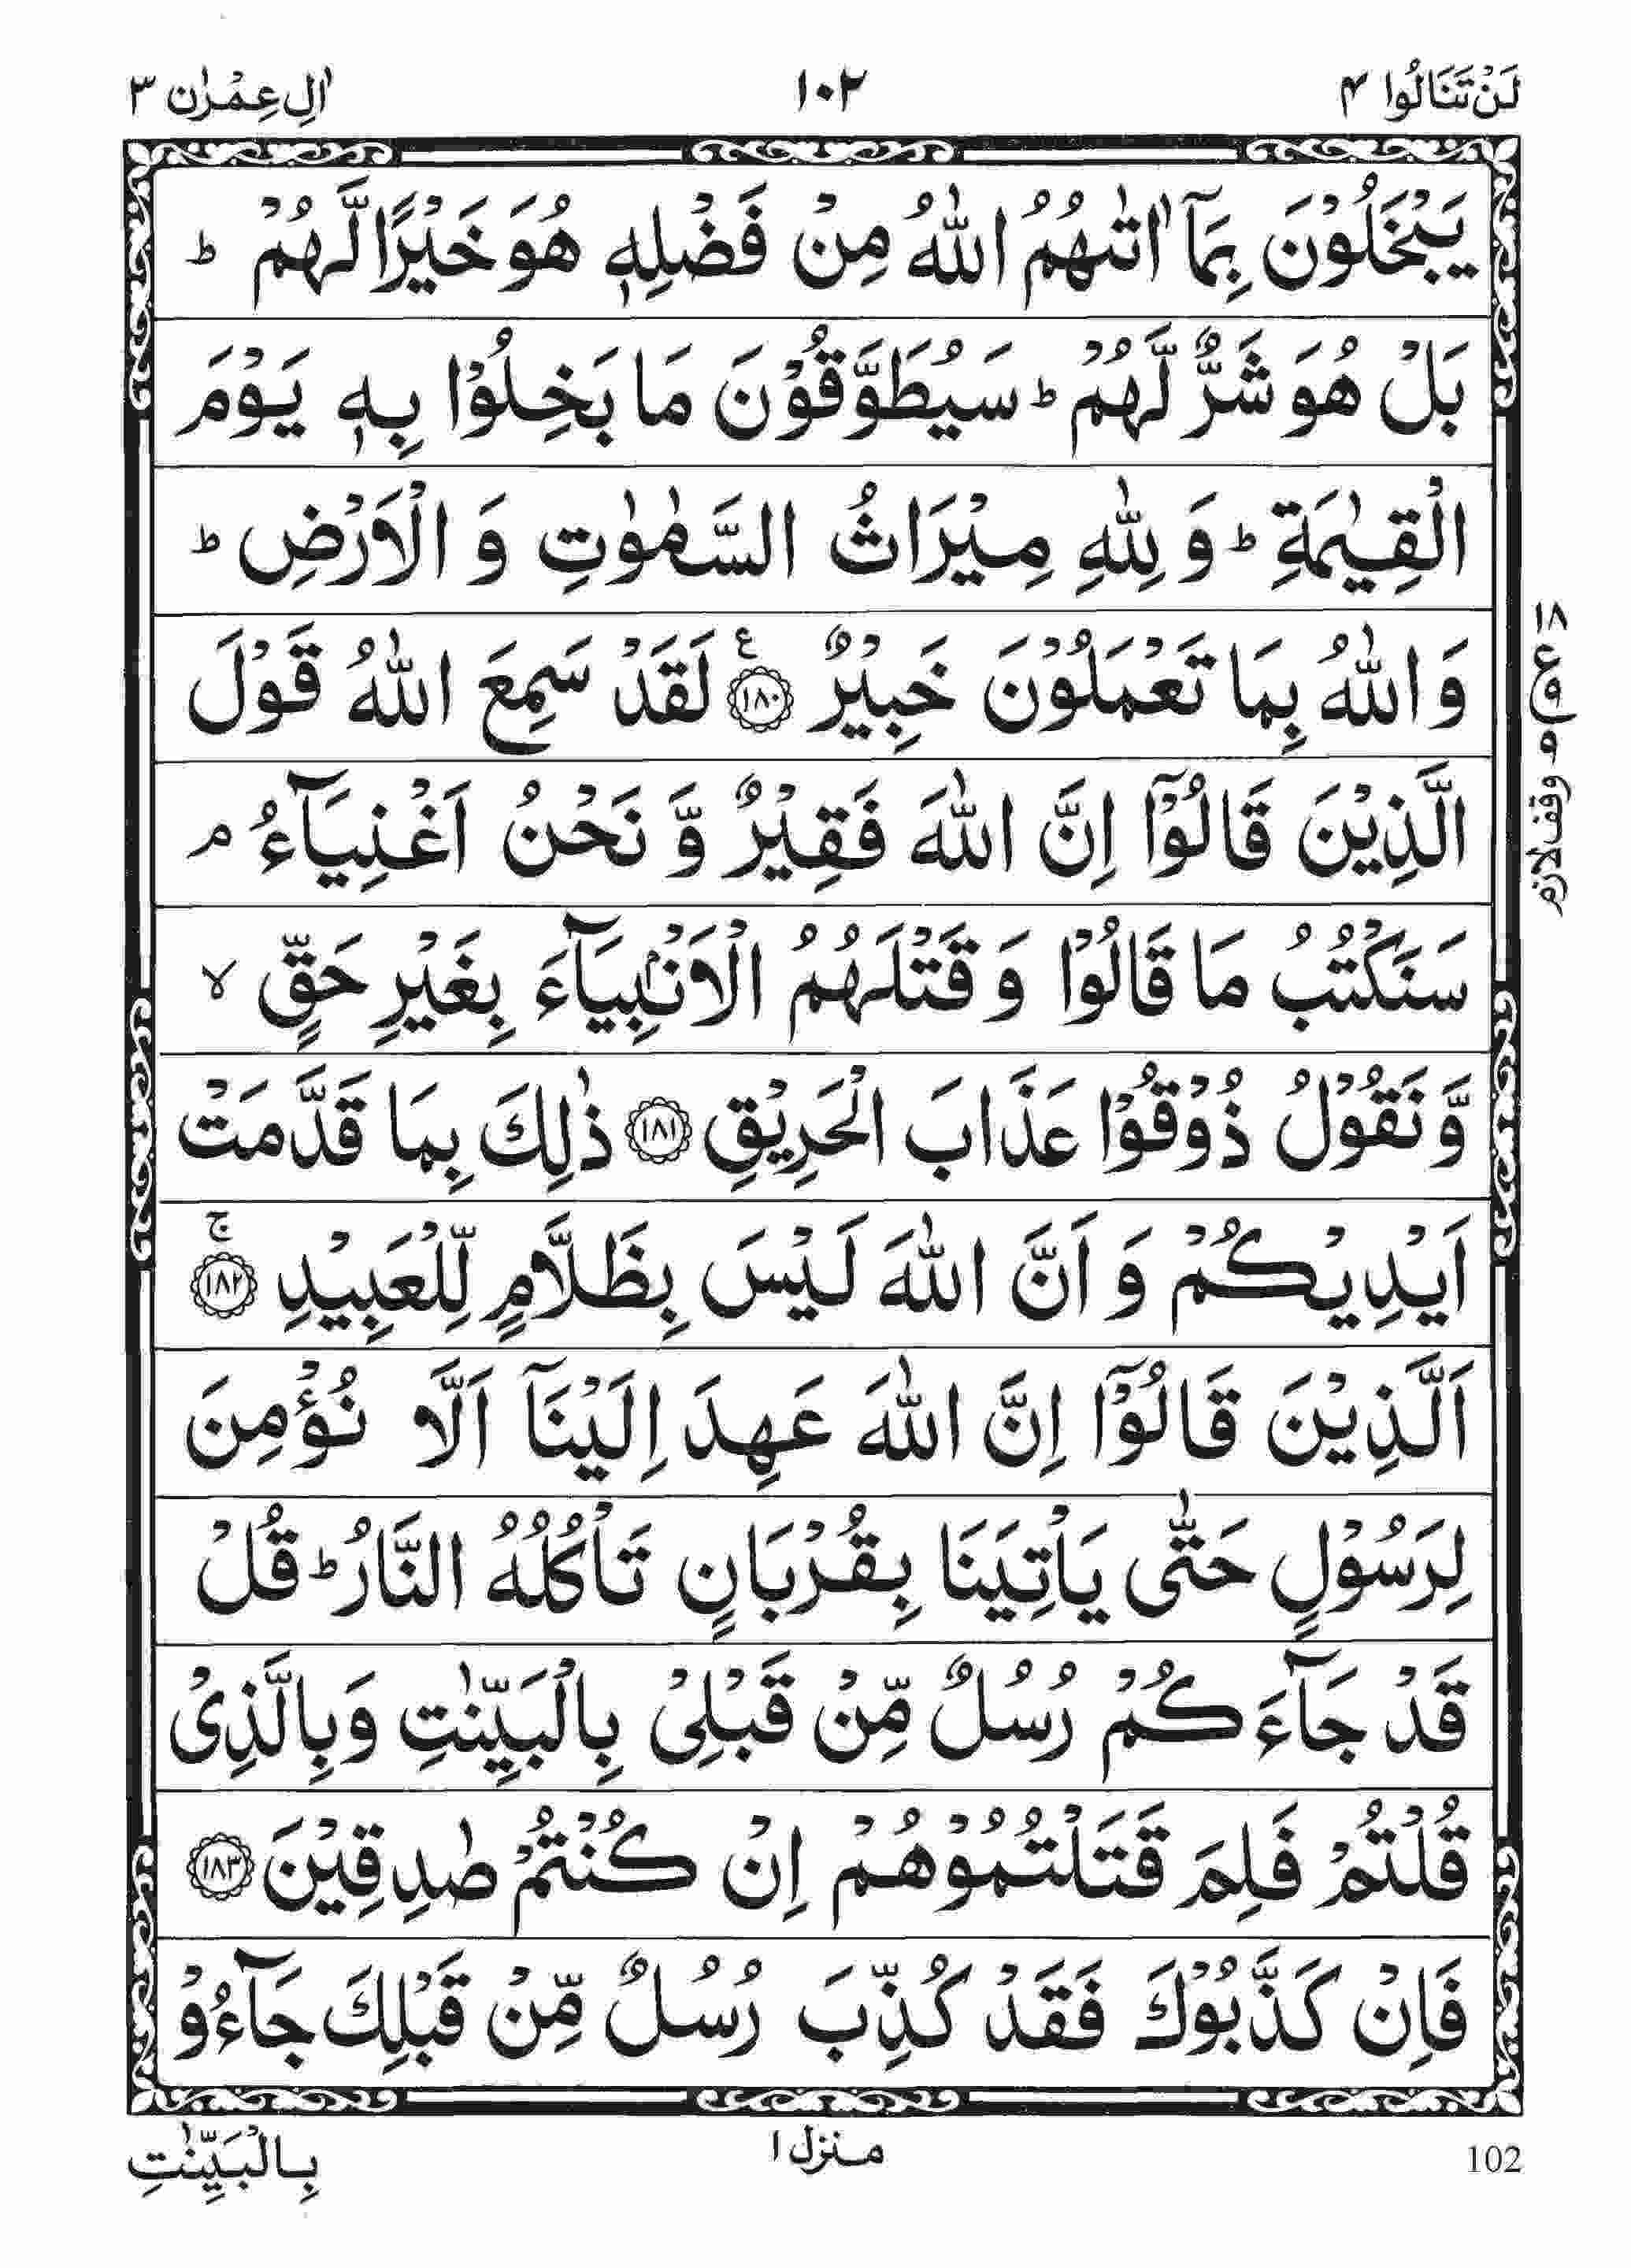 لَنْ تَنَالُوا ۴
۱۰۲
اٰلِ عِمْرٰن ۳
يَبْخَلُوْنَ بِمَاۤ اٰتٰىهُمُ اللّٰهُ مِنْ فَضْلِهٖ هُوَ خَيْرًا لَّهُمْ ؕ
بَلْ هُوَ شَرٌّ لَّهُمْ ؕ سَيُطَوَّقُوْنَ مَا بَخِلُوْا بِهٖ يَوْمَ
الْقِيٰمَةِ ؕ وَ لِلّٰهِ مِيْرَاثُ السَّمٰوٰتِ وَ الْاَرْضِ ؕ
وَ اللّٰهُ بِمَا تَعْمَلُوْنَ خَبِيْرٌ ﴿۱۸۰﴾ ع لَقَدْ سَمِعَ اللّٰهُ قَوْلَ
الَّذِيْنَ قَالُوْۤا اِنَّ اللّٰهَ فَقِيْرٌ وَّ نَحْنُ اَغْنِيَآءُ ۘ
سَنَكْتُبُ مَا قَالُوْا وَ قَتْلَهُمُ الْاَنْۢبِيَآءَ بِغَيْرِ حَقٍّ ۙ
وَّ نَقُوْلُ ذُوْقُوْا عَذَابَ الْحَرِيْقِ ﴿۱۸۱﴾ ذٰلِكَ بِمَا قَدَّمَتْ
اَيْدِيْكُمْ وَ اَنَّ اللّٰهَ لَيْسَ بِظَلَّامٍ لِّلْعَبِيْدِ ﴿۱۸۲﴾ ۚ
اَلَّذِيْنَ قَالُوْۤا اِنَّ اللّٰهَ عَهِدَ اِلَيْنَاۤ اَلَّا نُؤْمِنَ
لِرَسُوْلٍ حَتّٰى يَاْتِيَنَا بِقُرْبَانٍ تَاْكُلُهُ النَّارُ ؕ قُلْ
قَدْ جَآءَكُمْ رُسُلٌ مِّنْ قَبْلِىْ بِالْبَيِّنٰتِ وَ بِالَّذِىْ
قُلْتُمْ فَلِمَ قَتَلْتُمُوْهُمْ اِنْ كُنْتُمْ صٰدِقِيْنَ ﴿۱۸۳﴾
فَاِنْ كَذَّبُوْكَ فَقَدْ كُذِّبَ رُسُلٌ مِّنْ قَبْلِكَ جَآءُوْ
۱۸ ع ۹ ۹
وقف لازم
102
منزل ۱
بِالْبَيِّنٰتِ